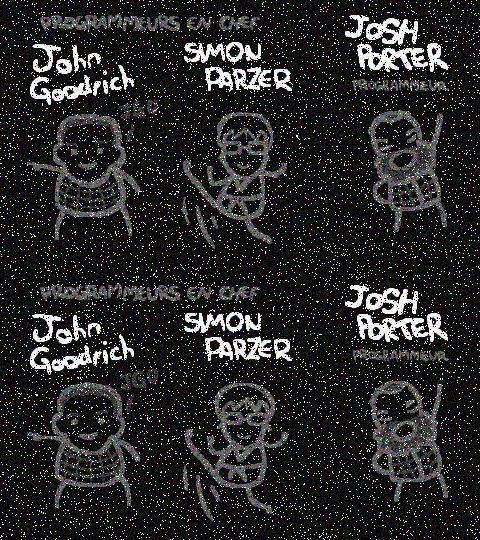 PROGRAMMEURS EN CHEF
John
Goodrich
SIMON
PARZER
JOSH
PORTER
PROGRAMMEUR
PROGRAMMEURS EN CHEF
John
Goodrich
SIMON
PARZER
JOSH
PORTER
PROGRAMMEUR